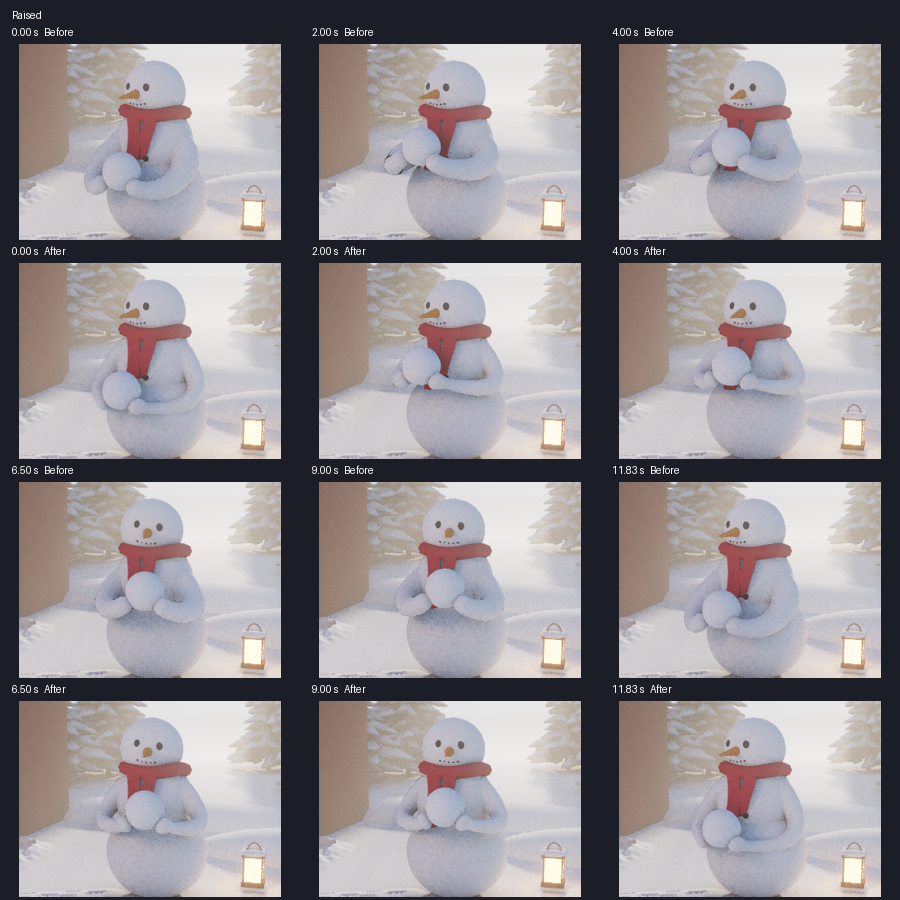 Raised
0.00 s Before
2.00 s Before
4.00 s Before
0.00 s After
2.00 s After
4.00 s After
6.50 s Before
9.00 s Before
11.83 s Before
6.50 s After
9.00 s After
11.83 s After